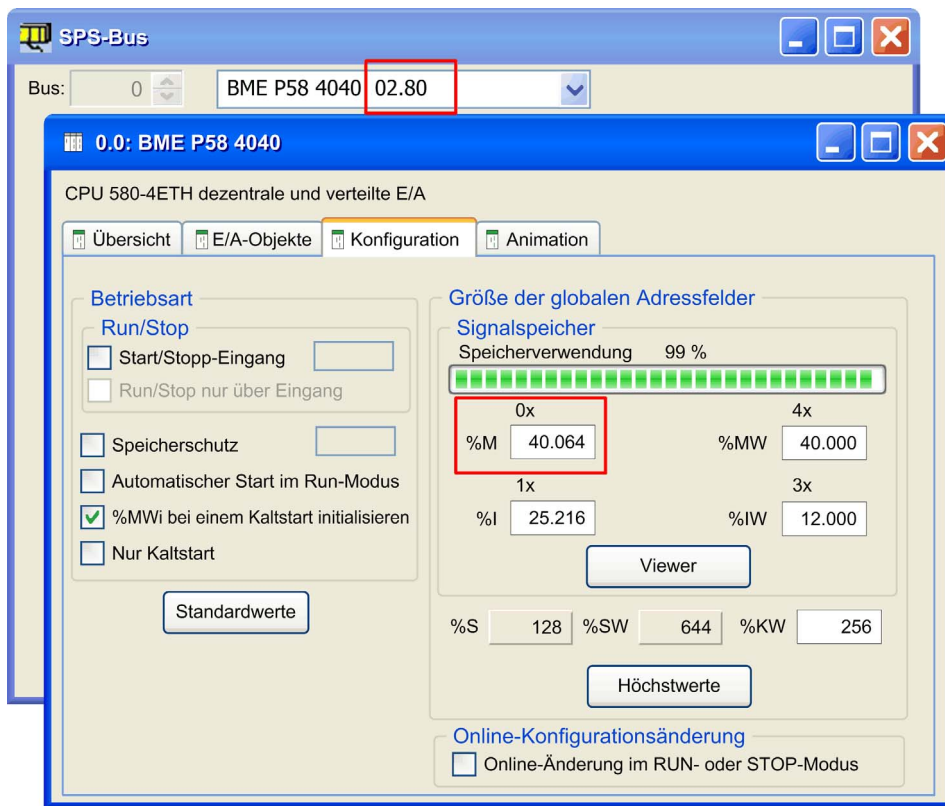 SPS-Bus
Bus: 0 BME P58 4040 02.80
0.0: BME P58 4040
CPU 580-4ETH dezentrale und verteilte E/A
Übersicht E/A-Objekte Konfiguration Animation
Betriebsart
Run/Stop
Start/Stopp-Eingang
Run/Stop nur über Eingang
Speicherschutz
Automatischer Start im Run-Modus
%MWi bei einem Kaltstart initialisieren
Nur Kaltstart
Standardwerte
Größe der globalen Adressfelder
Signalspeicher
Speicherverwendung 99 %
0x 4x
%M 40.064 %MW 40.000
1x 3x
%I 25.216 %IW 12.000
Viewer
%S 128 %SW 644 %KW 256
Höchstwerte
Online-Konfigurationsänderung
Online-Änderung im RUN- oder STOP-Modus